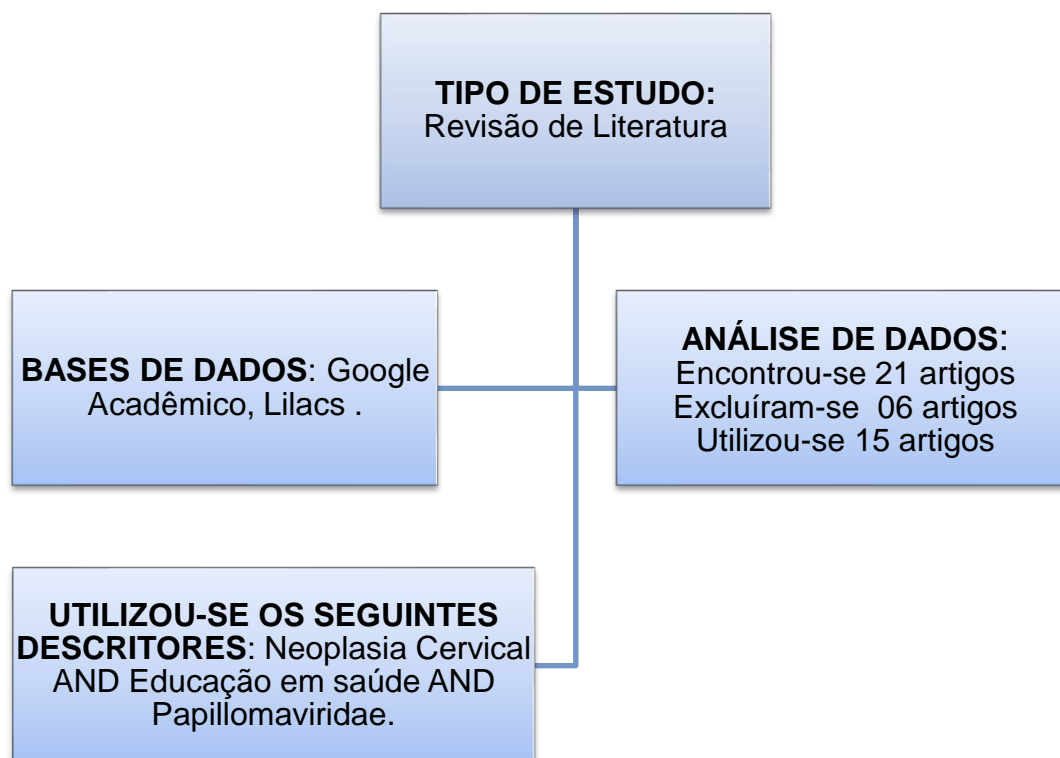 TIPO DE ESTUDO:
Revisão de Literatura
BASES DE DADOS: Google
Acadêmico, Lilacs .
ANÁLISE DE DADOS:
Encontrou-se 21 artigos
Excluíram-se 06 artigos
Utilizou-se 15 artigos
UTILIZOU-SE OS SEGUINTES
DESCRITORES: Neoplasia Cervical
AND Educação em saúde AND
Papillomaviridae.